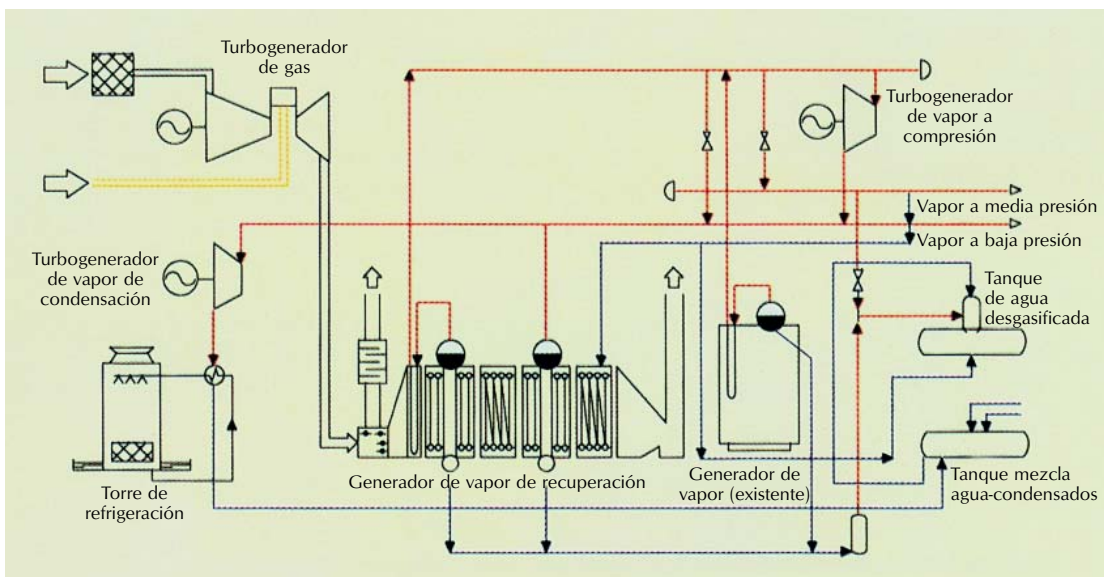 Turbogenerador
de gas
Turbogenerador
de vapor a
compresión
Vapor a media presión
Vapor a baja presión
Turbogenerador
de vapor de
condensación
Tanque
de agua
desgasificada
Torre de
refrigeración
Generador de vapor de recuperación
Generador de
vapor (existente)
Tanque mezcla
agua-condensados